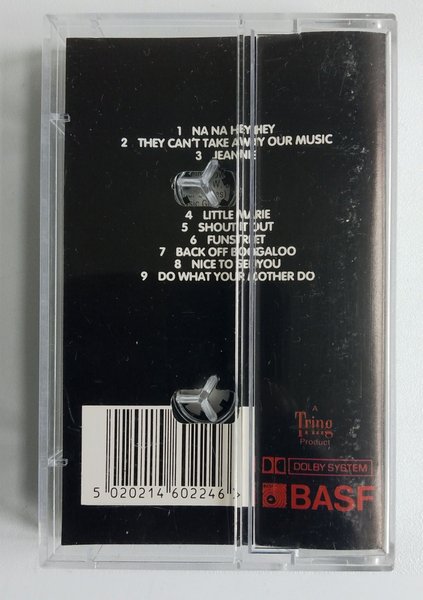 1 NA NA HEY HEY
2 THEY CAN'T TAKE AWAY OUR MUSIC
3 JEANNIE
4 LITTLE MARIE
5 SHOUT IT OUT
6 FUNSTREET
7 BACK OFF BOOGALOO
8 NICE TO SEE YOU
9 DO WHAT YOUR MOTHER DO
A
Tring
Product
DOLBY SYSTEM
BASF
5 020214 602246 >